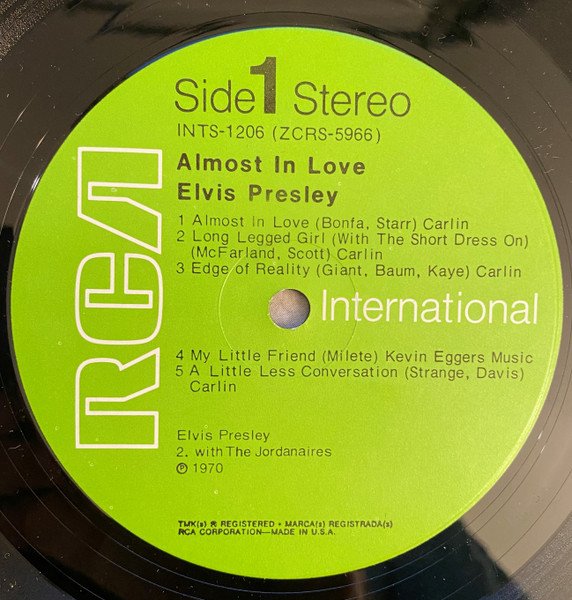 Side 1 Stereo
INTS-1206 (ZCRS-5966)
Almost In Love
Elvis Presley
1 Almost In Love (Bonfa, Starr) Carlin
2 Long Legged Girl (With The Short Dress On)
(McFarland, Scott) Carlin
3 Edge of Reality (Giant, Baum, Kaye) Carlin
RCA
International
4 My Little Friend (Milete) Kevin Eggers Music
5 A Little Less Conversation (Strange, Davis)
Carlin
Elvis Presley
2. with The Jordanaires
℗ 1970
TMK(s) ® REGISTERED • MARCA(s) REGISTRADA(s)
RCA CORPORATION—MADE IN U.S.A.